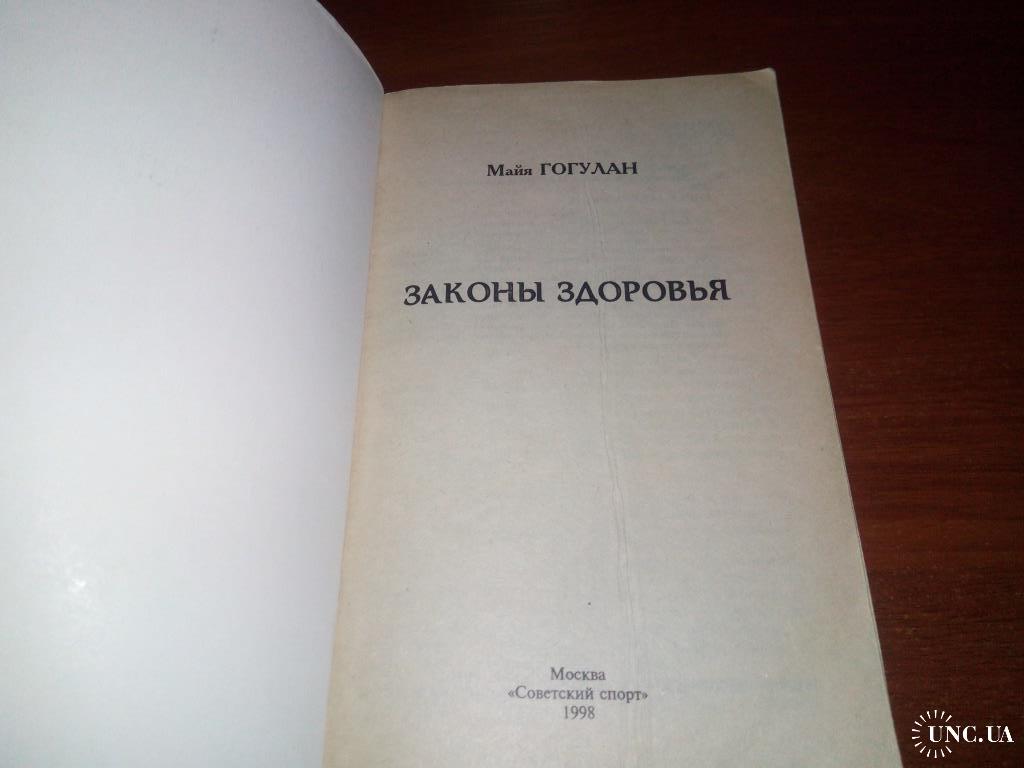 Майя ГОГУЛАН
ЗАКОНЫ ЗДОРОВЬЯ
Москва
«Советский спорт»
1998
UNC.UA